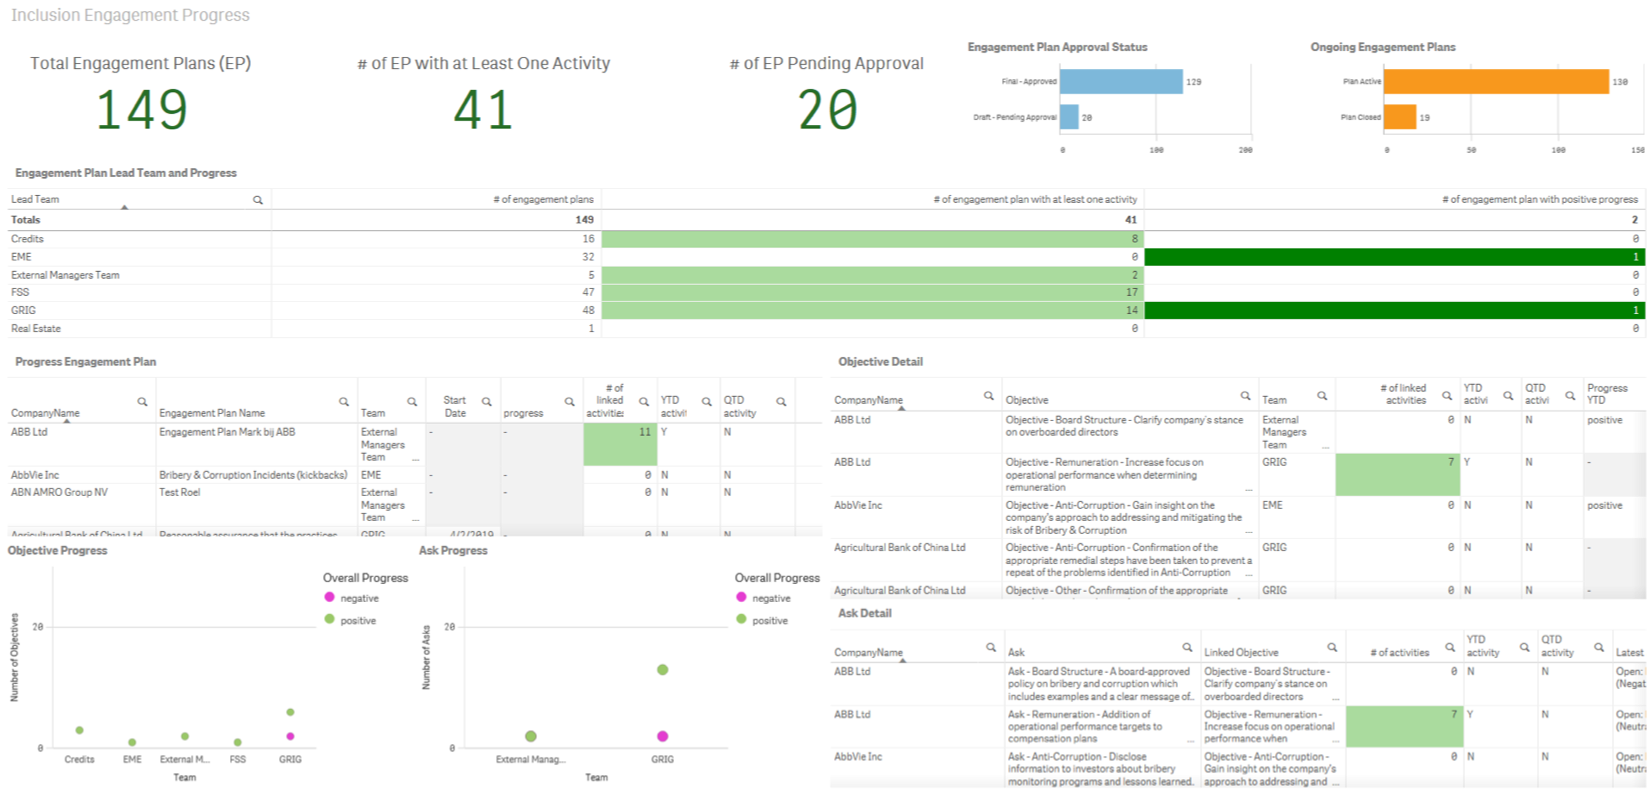 Inclusion Engagement Progress
Total Engagement Plans (EP)
149
# of EP with at Least One Activity
41
# of EP Pending Approval
20
Engagement Plan Approval Status
Final - Approved
129
Draft - Pending Approval
20
0 100 200
Ongoing Engagement Plans
Plan Active
130
Plan Closed
19
0 50 100 150
Engagement Plan Lead Team and Progress
Lead Team # of engagement plans # of engagement plan with at least one activity # of engagement plan with positive progress
Totals 149 41 2
Credits 16 8 0
EME 32 0 1
External Managers Team 5 2 0
FSS 47 17 0
GRIG 48 14 1
Real Estate 1 0 0
Progress Engagement Plan
CompanyName Engagement Plan Name Team Start Date progress # of linked activities YTD activit QTD activity
ABB Ltd Engagement Plan Mark bij ABB External Managers Team ... - - 11 Y N
AbbVie Inc Bribery & Corruption Incidents (kickbacks) EME - - 0 N N
ABN AMRO Group NV Test Roel External Managers Team ... - - 0 N N
Agricultural Bank of China Ltd Reasonable assurance that the practices GRIG 4/2/2019 - 0 N N
Objective Progress
Number of Objectives
20
0
Credits EME External M... FSS GRIG
Team
Overall Progress
negative
positive
Ask Progress
Number of Asks
20
0
External Manag... GRIG
Team
Overall Progress
negative
positive
Objective Detail
CompanyName Objective Team # of linked activities YTD activi QTD activi Progress YTD
ABB Ltd Objective - Board Structure - Clarify company's stance on overboarded directors External Managers Team ... 0 N N positive
ABB Ltd Objective - Remuneration - Increase focus on operational performance when determining remuneration ... GRIG 7 Y N -
AbbVie Inc Objective - Anti-Corruption - Gain insight on the company's approach to addressing and mitigating the risk of Bribery & Corruption ... EME 0 N N positive
Agricultural Bank of China Ltd Objective - Anti-Corruption - Confirmation of the appropriate remedial steps have been taken to prevent a repeat of the problems identified in Anti-Corruption ... GRIG 0 N N -
Agricultural Bank of China Ltd Objective - Other - Confirmation of the appropriate GRIG 0 N N -
Ask Detail
CompanyName Ask Linked Objective # of activities YTD activity QTD activity Latest
ABB Ltd Ask - Board Structure - A board-approved policy on bribery and corruption which includes examples and a clear message of... Objective - Board Structure - Clarify company's stance on overboarded directors ... 0 N N Open: (Negat
ABB Ltd Ask - Remuneration - Addition of operational performance targets to compensation plans ... Objective - Remuneration - Increase focus on operational performance when ... 7 Y N Open: (Neutr
AbbVie Inc Ask - Anti-Corruption - Disclose information to investors about bribery monitoring programs and lessons learned... Objective - Anti-Corruption - Gain insight on the company's approach to addressing and ... 0 N N Open: (Neutr